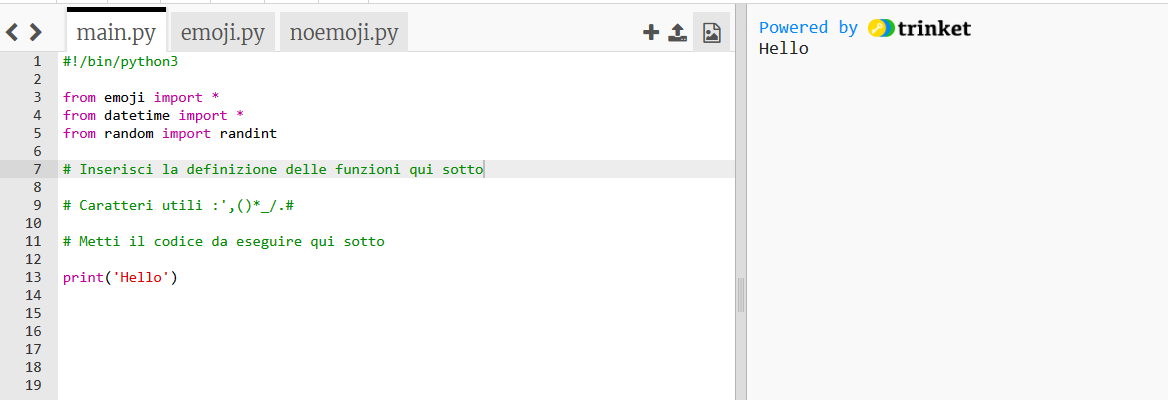 main.py emoji.py noemoji.py
1 #!/bin/python3
2
3 from emoji import *
4 from datetime import *
5 from random import randint
6
7 # Inserisci la definizione delle funzioni qui sotto
8
9 # Caratteri utili :',()*_/.#
10
11 # Metti il codice da eseguire qui sotto
12
13 print('Hello')
14
15
16
17
18
19
Powered by trinket
Hello